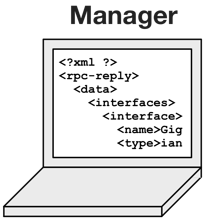 Manager
<?xml ?>
<rpc-reply>
<data>
<interfaces>
<interface>
<name>Gig
<type>ian